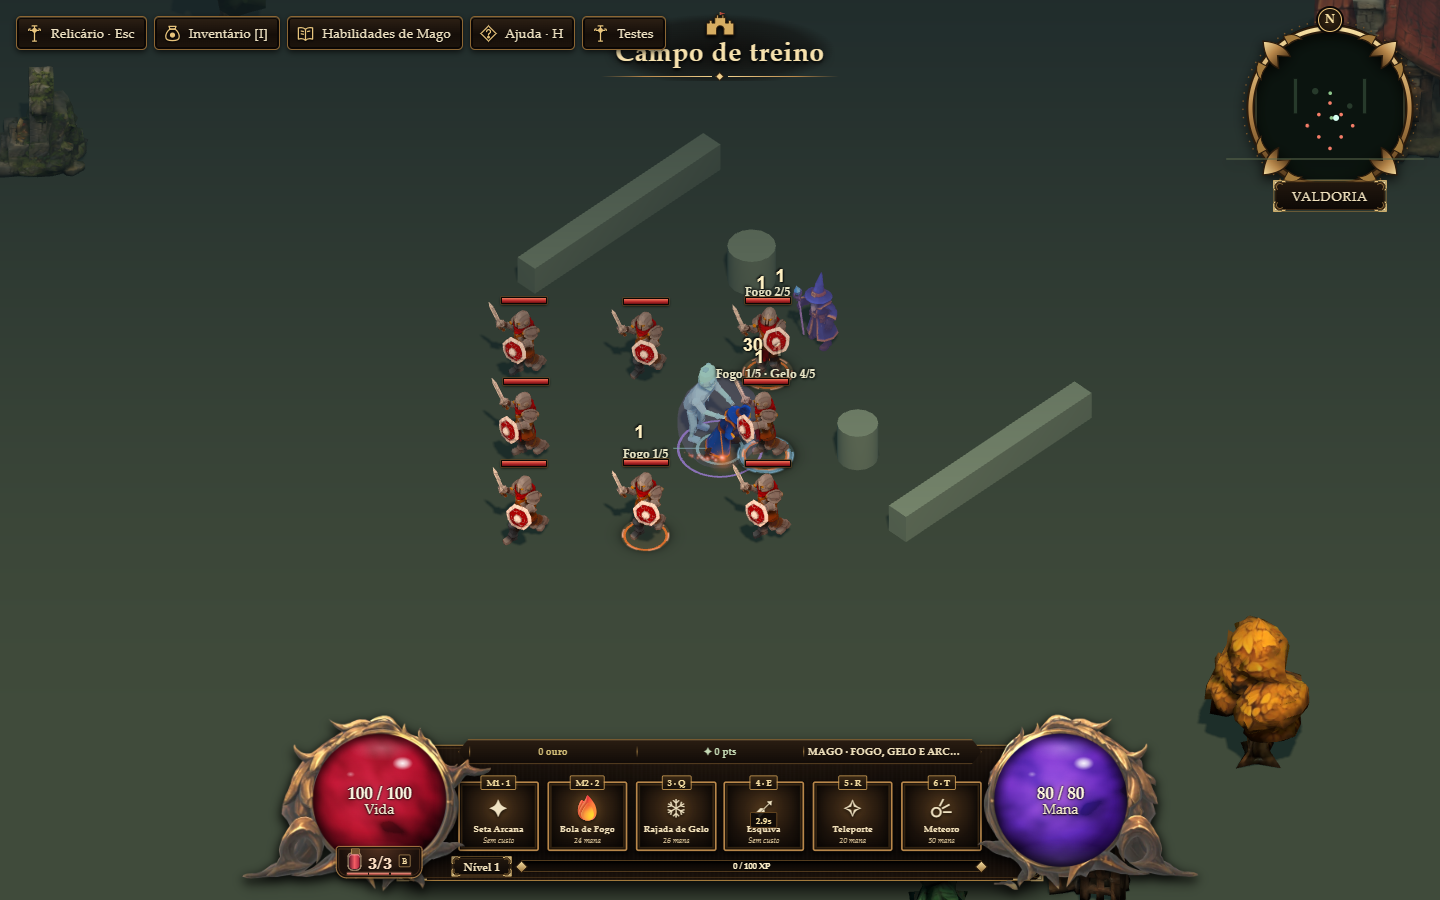 Relicário · Esc
Inventário [I]
Habilidades de Mago
Ajuda · H
Testes
Campo de treino
N
VALDORIA
1
1
Fogo 2/5
30
1
Fogo 1/5 · Gelo 4/5
1
Fogo 1/5
0 ouro
0 pts
MAGO · FOGO, GELO E ARC...
100 / 100
Vida
3/3
B
M1 · 1
Seta Arcana
Sem custo
M2 · 2
Bola de Fogo
24 mana
3 · Q
Rajada de Gelo
26 mana
4 · E
2.9s
Esquiva
Sem custo
5 · R
Teleporte
20 mana
6 · T
Meteoro
50 mana
80 / 80
Mana
Nível 1
0 / 100 XP